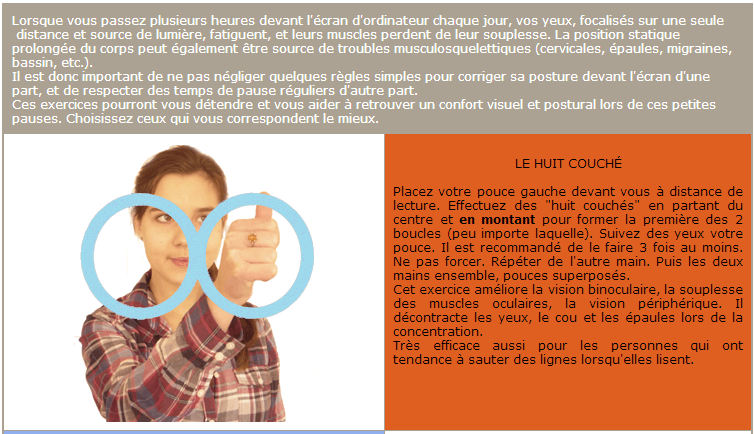 Lorsque vous passez plusieurs heures devant l'écran d'ordinateur chaque jour, vos yeux, focalisés sur une seule
distance et source de lumière, fatiguent, et leurs muscles perdent de leur souplesse. La position statique
prolongée du corps peut également être source de troubles musculosquelettiques (cervicales, épaules, migraines,
bassin, etc.).
Il est donc important de ne pas négliger quelques règles simples pour corriger sa posture devant l'écran d'une
part, et de respecter des temps de pause réguliers d'autre part.
Ces exercices pourront vous détendre et vous aider à retrouver un confort visuel et postural lors de ces petites
pauses. Choisissez ceux qui vous correspondent le mieux.
LE HUIT COUCHÉ
Placez votre pouce gauche devant vous à distance de
lecture. Effectuez des "huit couchés" en partant du
centre et en montant pour former la première des 2
boucles (peu importe laquelle). Suivez des yeux votre
pouce. Il est recommandé de le faire 3 fois au moins.
Ne pas forcer. Répéter de l'autre main. Puis les deux
mains ensemble, pouces superposés.
Cet exercice améliore la vision binoculaire, la souplesse
des muscles oculaires, la vision périphérique. Il
décontracte les yeux, le cou et les épaules lors de la
concentration.
Très efficace aussi pour les personnes qui ont
tendance à sauter des lignes lorsqu'elles lisent.